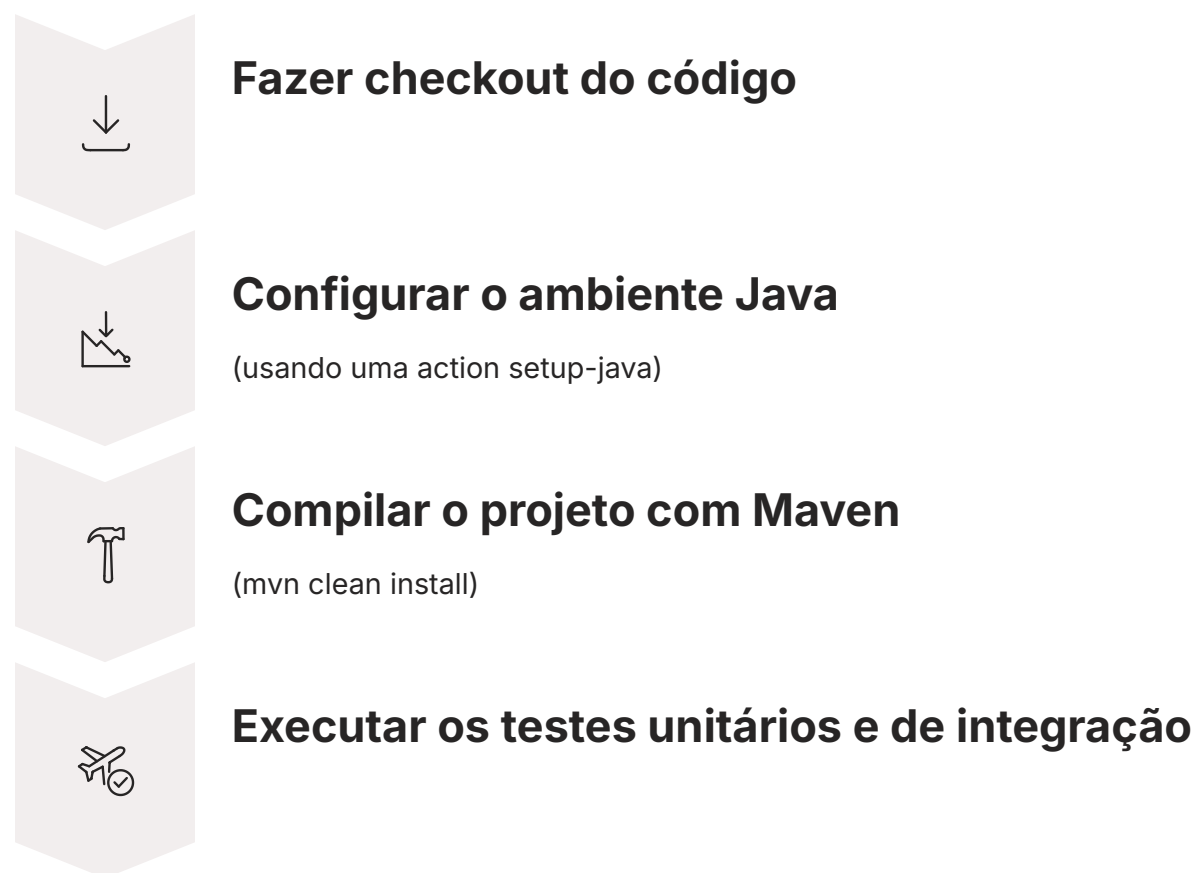 Fazer checkout do código
Configurar o ambiente Java
(usando uma action setup-java)
Compilar o projeto com Maven
(mvn clean install)
Executar os testes unitários e de integração